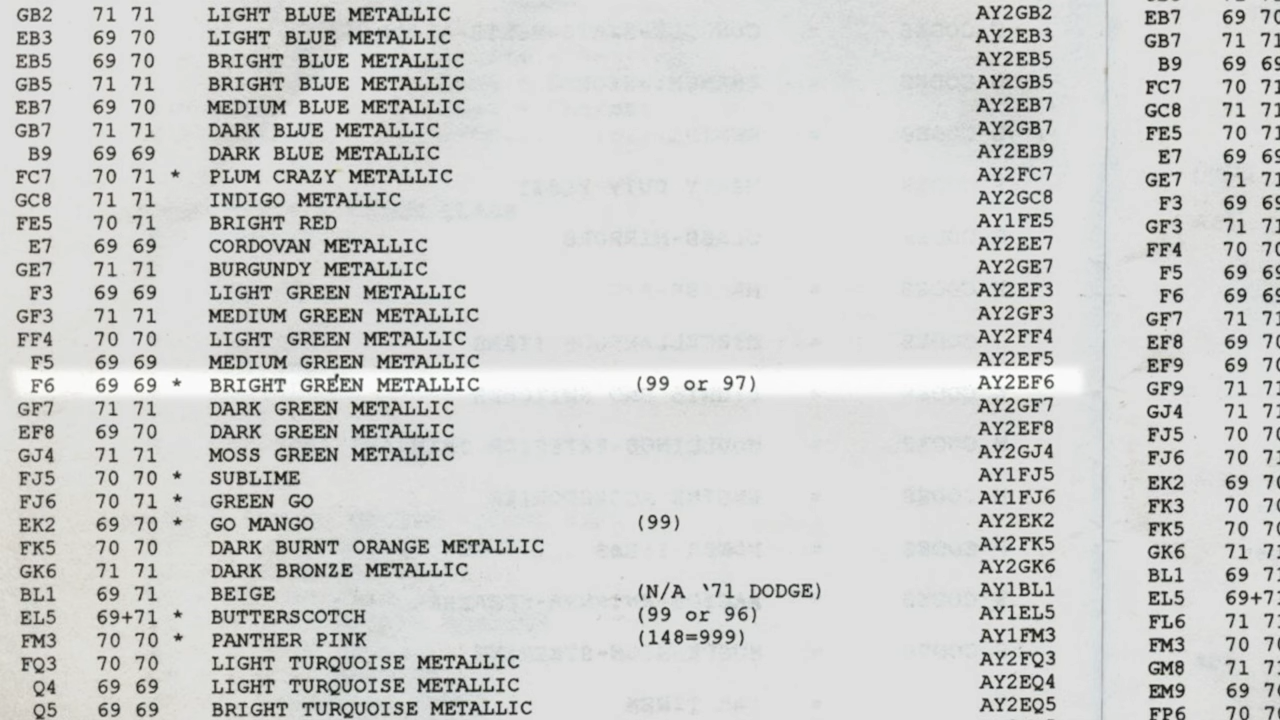 GB2 71 71 LIGHT BLUE METALLIC AY2GB2
EB3 69 70 LIGHT BLUE METALLIC AY2EB3
EB5 69 70 BRIGHT BLUE METALLIC AY2EB5
GB5 71 71 BRIGHT BLUE METALLIC AY2GB5
EB7 69 70 MEDIUM BLUE METALLIC AY2EB7
GB7 71 71 DARK BLUE METALLIC AY2GB7
B9 69 69 DARK BLUE METALLIC AY2EB9
FC7 70 71 * PLUM CRAZY METALLIC AY2FC7
GC8 71 71 INDIGO METALLIC AY2GC8
FE5 70 71 BRIGHT RED AY1FE5
E7 69 69 CORDOVAN METALLIC AY2EE7
GE7 71 71 BURGUNDY METALLIC AY2GE7
F3 69 69 LIGHT GREEN METALLIC AY2EF3
GF3 71 71 MEDIUM GREEN METALLIC AY2GF3
FF4 70 70 LIGHT GREEN METALLIC AY2FF4
F5 69 69 MEDIUM GREEN METALLIC AY2EF5
F6 69 69 * BRIGHT GREEN METALLIC (99 or 97) AY2EF6
GF7 71 71 DARK GREEN METALLIC AY2GF7
EF8 69 70 DARK GREEN METALLIC AY2EF8
GJ4 71 71 MOSS GREEN METALLIC AY2GJ4
FJ5 70 70 * SUBLIME AY1FJ5
FJ6 70 71 * GREEN GO AY1FJ6
EK2 69 70 * GO MANGO (99) AY2EK2
FK5 70 70 DARK BURNT ORANGE METALLIC AY2FK5
GK6 71 71 DARK BRONZE METALLIC AY2GK6
BL1 69 71 BEIGE (N/A '71 DODGE) AY1BL1
EL5 69+71 * BUTTERSCOTCH (99 or 96) AY1EL5
FM3 70 70 * PANTHER PINK (148=999) AY1FM3
FQ3 70 70 LIGHT TURQUOISE METALLIC AY2FQ3
Q4 69 69 LIGHT TURQUOISE METALLIC AY2EQ4
Q5 69 69 BRIGHT TURQUOISE METALLIC AY2EQ5
EB7 69 70
GB7 71 71
B9 69 69
FC7 70 71
GC8 71 71
FE5 70 71
E7 69 69
GE7 71 71
F3 69 69
GF3 71 71
FF4 70 70
F5 69 69
F6 69 69
GF7 71 71
EF8 69 70
EF9 69 70
GF9 71 71
GJ4 71 71
FJ5 70 70
FJ6 70 71
EK2 69 70
FK3 70 70
FK5 70 70
GK6 71 71
BL1 69 71
EL5 69+71
FL6 71 71
FM3 70 70
GM8 71 71
EM9 69 70
FP6 70 70